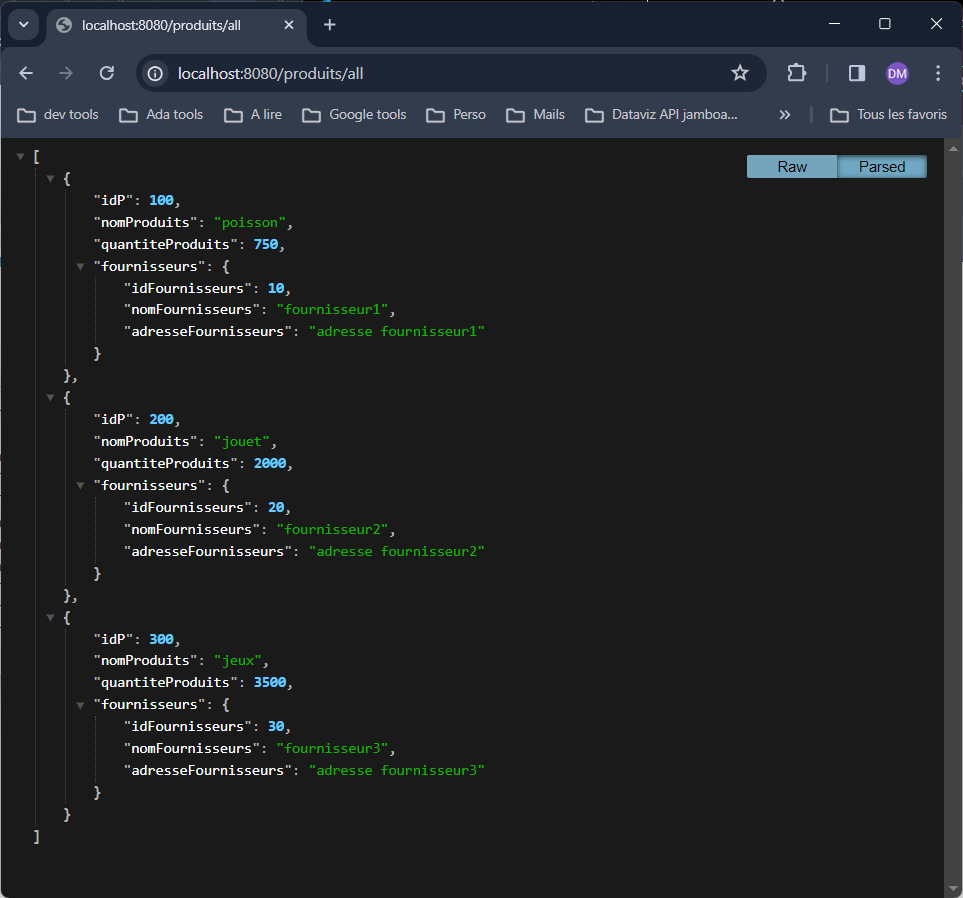 localhost:8080/produits/all
localhost:8080/produits/all
DM
dev tools Ada tools A lire Google tools Perso Mails Dataviz API jamboa... » Tous les favoris
Raw Parsed
[
{
"idP": 100,
"nomProduits": "poisson",
"quantiteProduits": 750,
"fournisseurs": {
"idFournisseurs": 10,
"nomFournisseurs": "fournisseur1",
"adresseFournisseurs": "adresse fournisseur1"
}
},
{
"idP": 200,
"nomProduits": "jouet",
"quantiteProduits": 2000,
"fournisseurs": {
"idFournisseurs": 20,
"nomFournisseurs": "fournisseur2",
"adresseFournisseurs": "adresse fournisseur2"
}
},
{
"idP": 300,
"nomProduits": "jeux",
"quantiteProduits": 3500,
"fournisseurs": {
"idFournisseurs": 30,
"nomFournisseurs": "fournisseur3",
"adresseFournisseurs": "adresse fournisseur3"
}
}
]